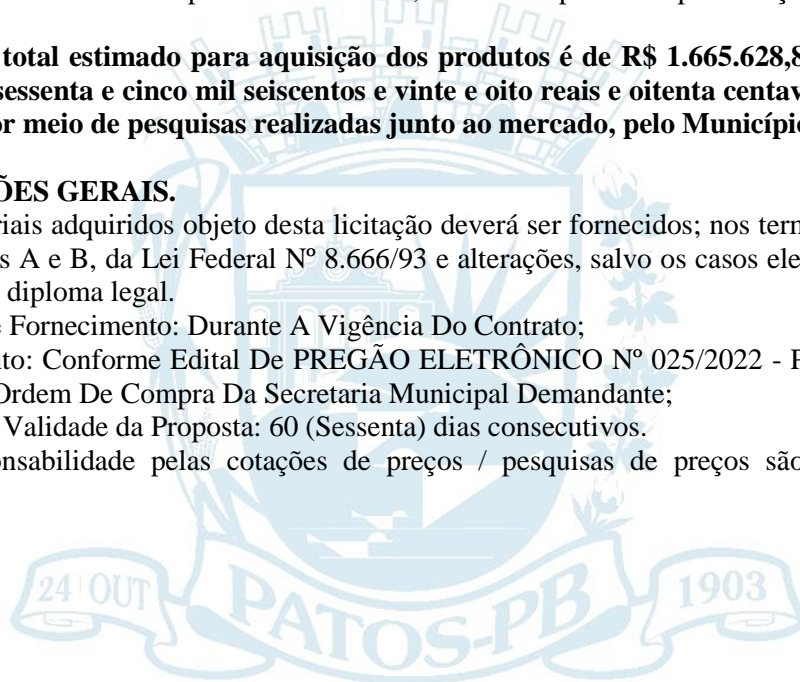 total estimado para aquisição dos produtos é de R$ 1.665.628,8
sessenta e cinco mil seiscentos e vinte e oito reais e oitenta centav
or meio de pesquisas realizadas junto ao mercado, pelo Município
ÕES GERAIS.
riais adquiridos objeto desta licitação deverá ser fornecidos; nos term
s A e B, da Lei Federal Nº 8.666/93 e alterações, salvo os casos ele
diploma legal.
e Fornecimento: Durante A Vigência Do Contrato;
nto: Conforme Edital De PREGÃO ELETRÔNICO Nº 025/2022 - P
Ordem De Compra Da Secretaria Municipal Demandante;
Validade da Proposta: 60 (Sessenta) dias consecutivos.
onsabilidade pelas cotações de preços / pesquisas de preços são
24 OUT PATOS-PB 1903